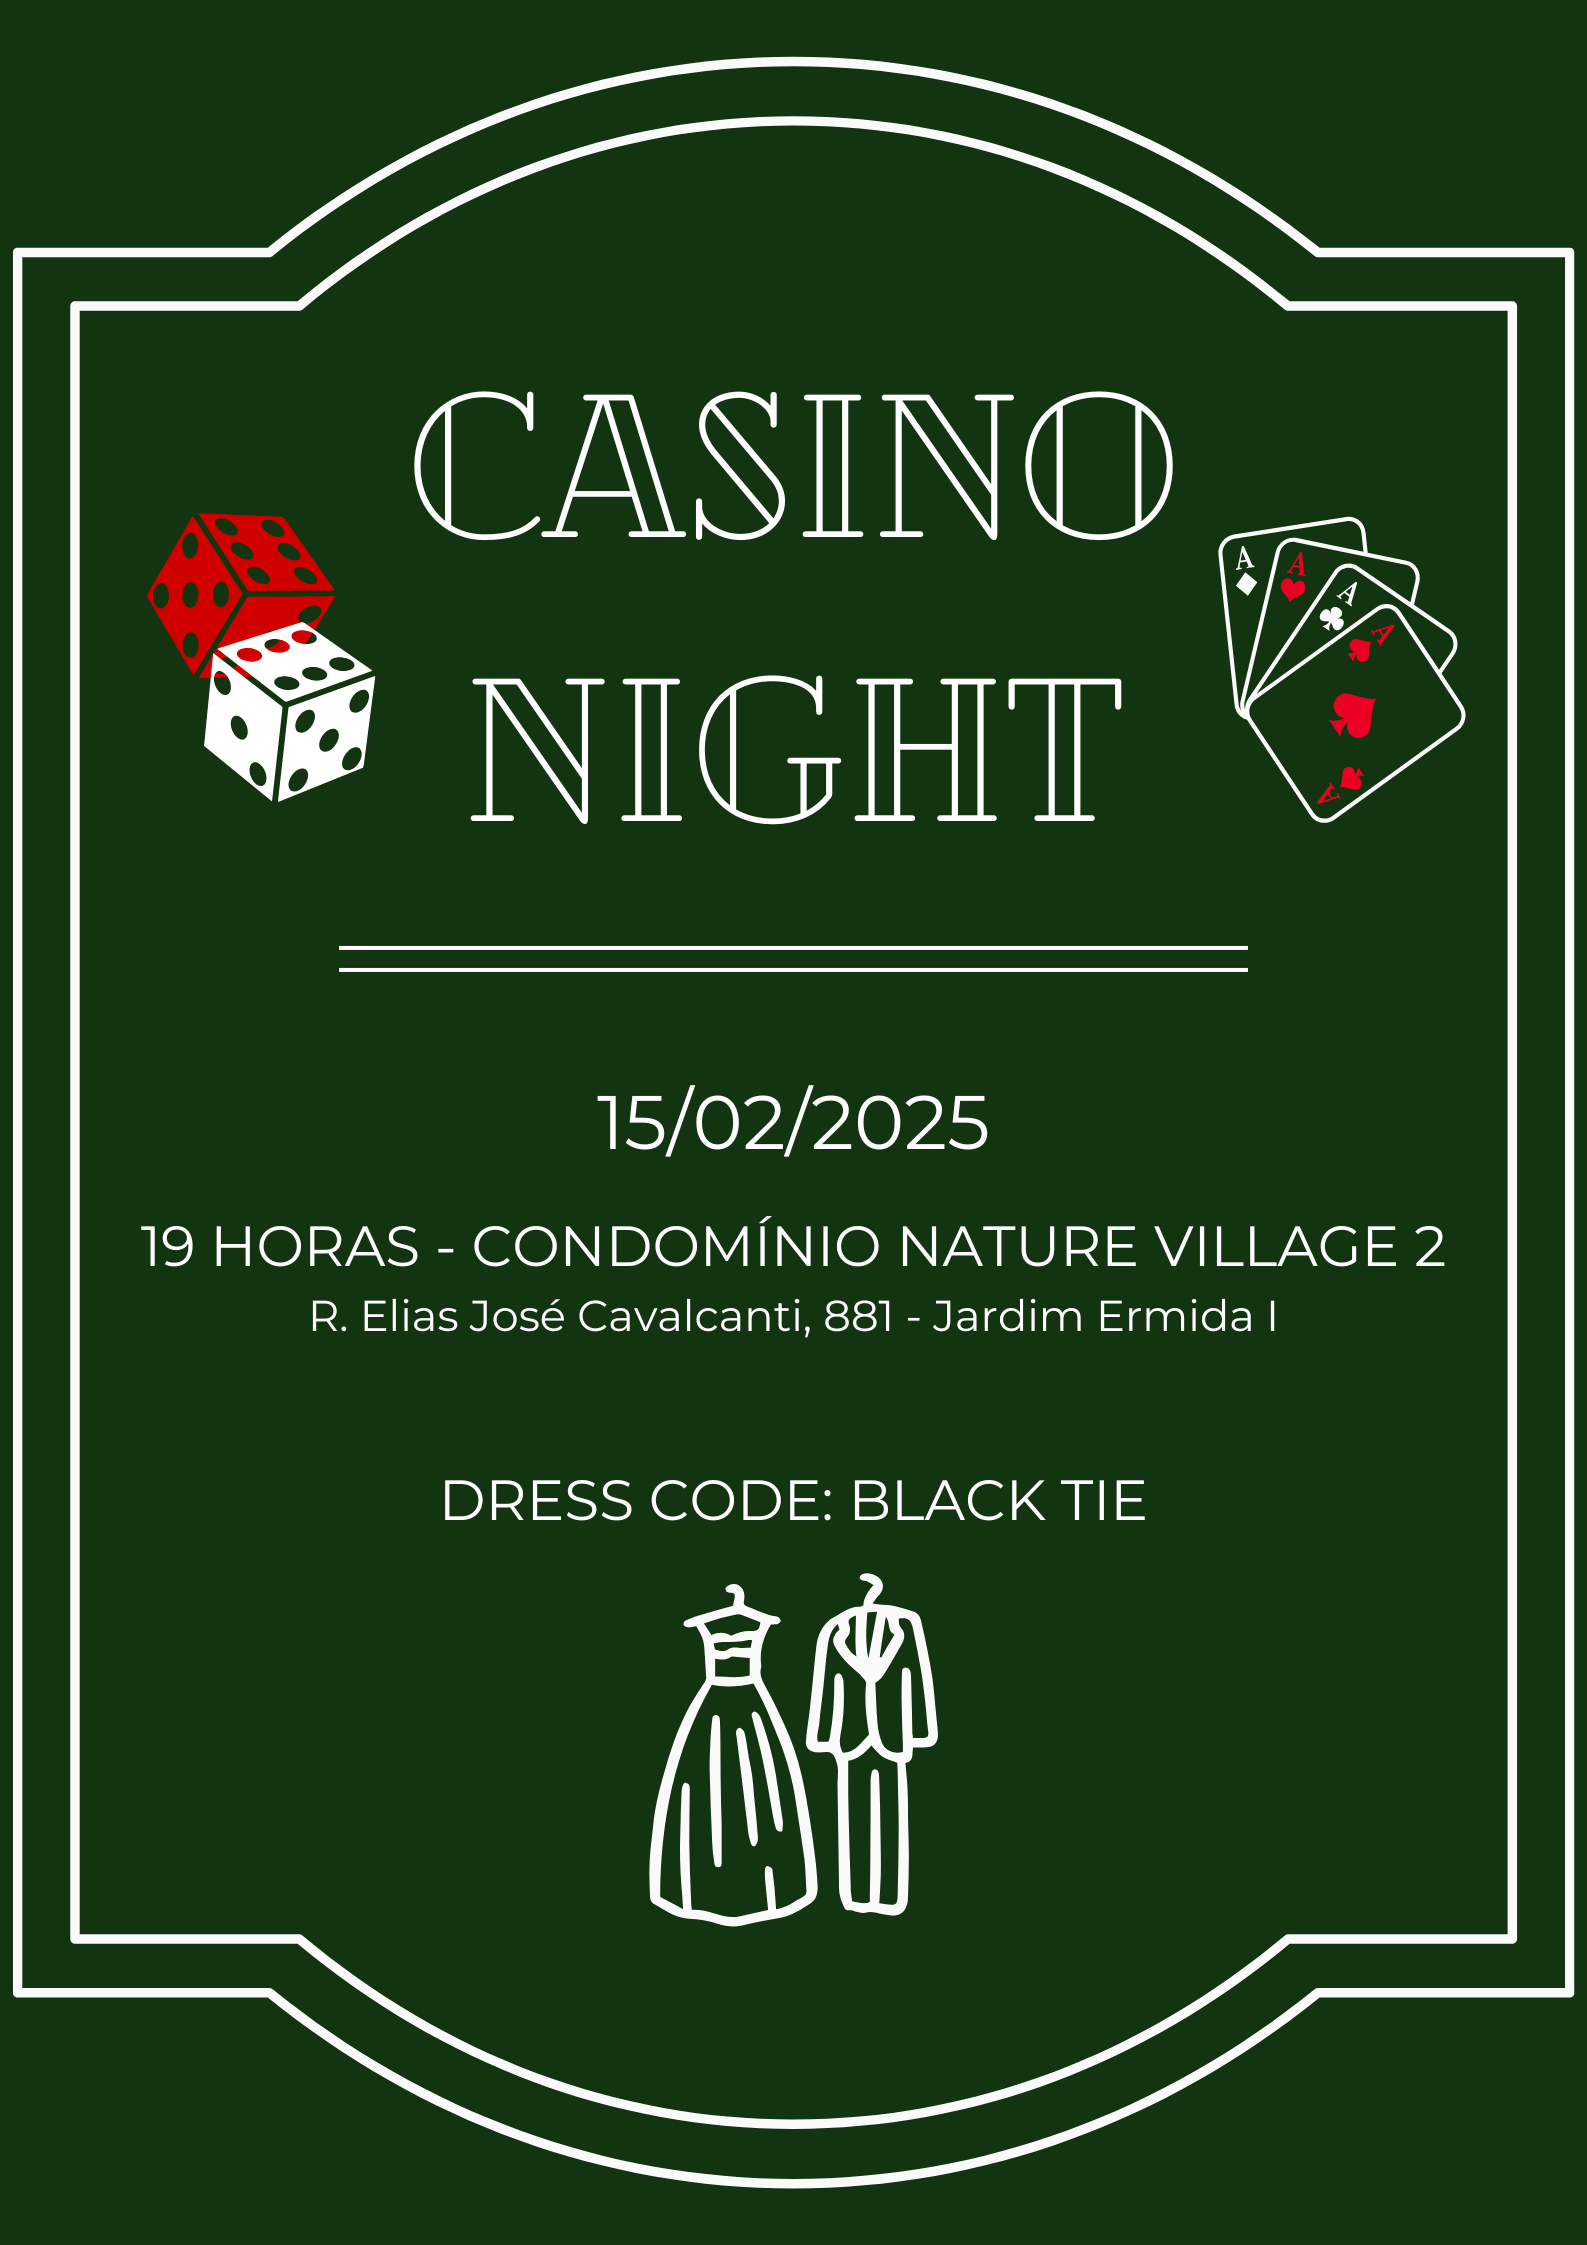 CASINO
NIGHT
A
A
A
A
A
15/02/2025
19 HORAS - CONDOMÍNIO NATURE VILLAGE 2
R. Elias José Cavalcanti, 881 - Jardim Ermida I
DRESS CODE: BLACK TIE